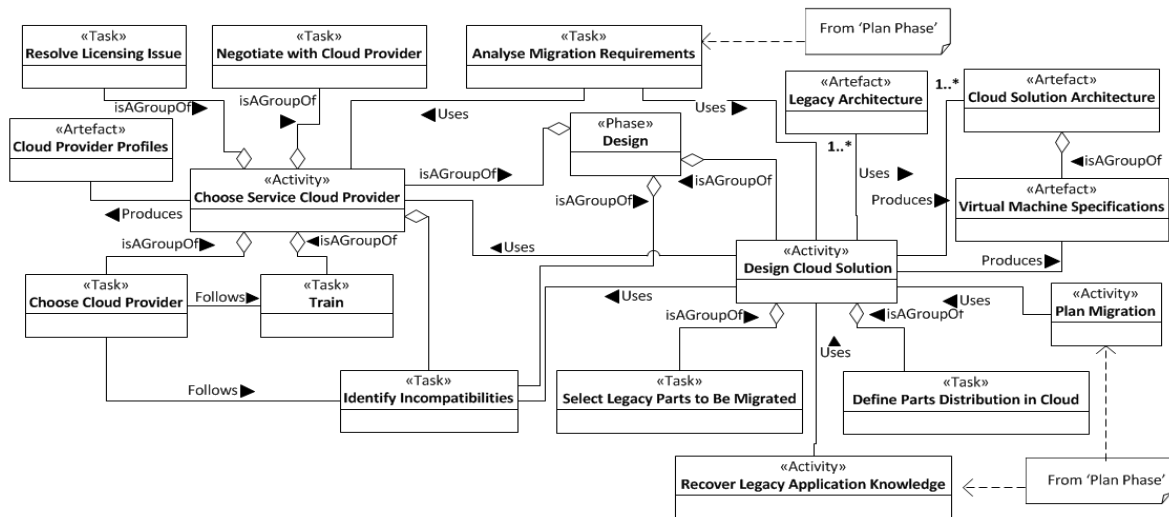 «Task»
Resolve Licensing Issue
«Task»
Negotiate with Cloud Provider
«Task»
Analyse Migration Requirements
From 'Plan Phase'
isAGroupOf
isAGroupOf
Uses
Uses
«Artefact»
Legacy Architecture
1..*
1..*
«Artefact»
Cloud Solution Architecture
«Artefact»
Cloud Provider Profiles
«Phase»
Design
isAGroupOf
isAGroupOf
isAGroupOf
Uses
isAGroupOf
«Activity»
Choose Service Cloud Provider
Produces
Produces
«Artefact»
Virtual Machine Specifications
isAGroupOf
isAGroupOf
Uses
«Activity»
Design Cloud Solution
Produces
«Task»
Choose Cloud Provider
Follows
«Task»
Train
Uses
Uses
«Activity»
Plan Migration
isAGroupOf
isAGroupOf
Uses
Follows
«Task»
Identify Incompatibilities
«Task»
Select Legacy Parts to Be Migrated
«Task»
Define Parts Distribution in Cloud
«Activity»
Recover Legacy Application Knowledge
From 'Plan Phase'